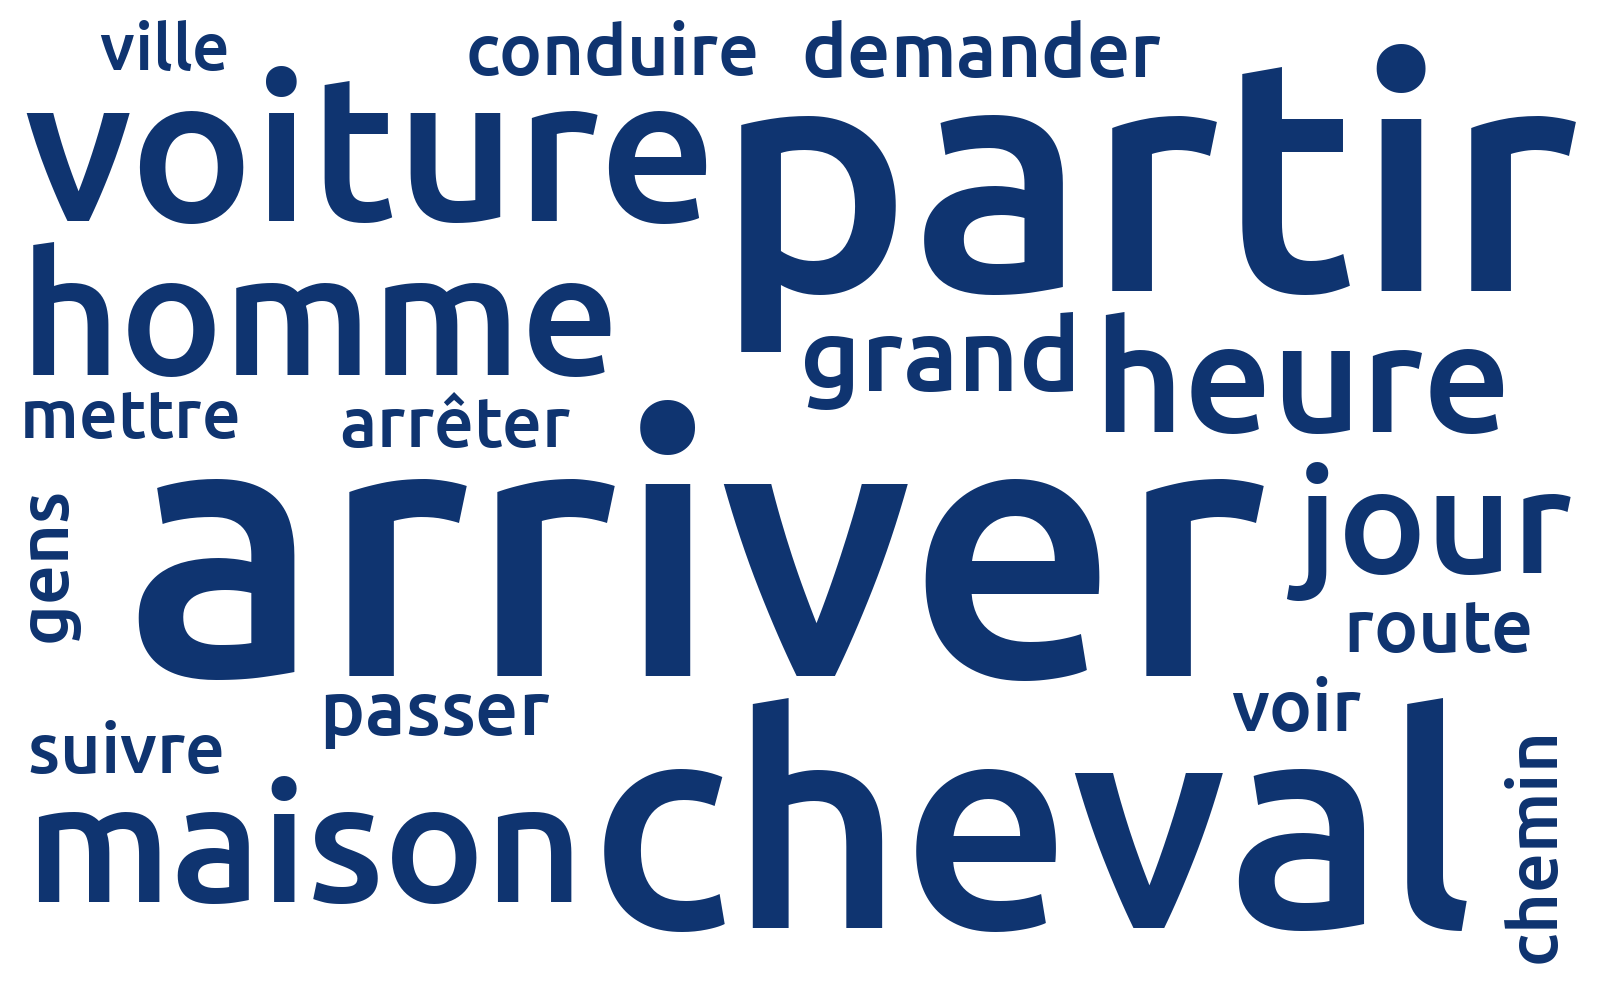 ville
conduire
demander
voiture
partir
homme
grand
heure
mettre
arrêter
arriver
jour
gens
route
passer
voir
suivre
cheval
maison
chemin